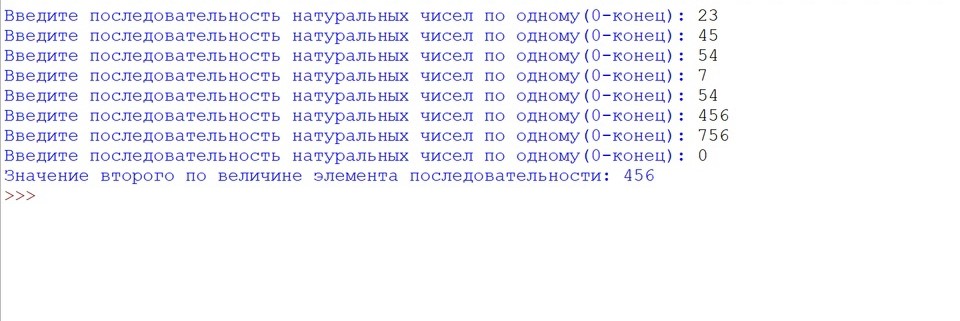 Введите последовательность натуральных чисел по одному(0-конец): 23
Введите последовательность натуральных чисел по одному(0-конец): 45
Введите последовательность натуральных чисел по одному(0-конец): 54
Введите последовательность натуральных чисел по одному(0-конец): 7
Введите последовательность натуральных чисел по одному(0-конец): 54
Введите последовательность натуральных чисел по одному(0-конец): 456
Введите последовательность натуральных чисел по одному(0-конец): 756
Введите последовательность натуральных чисел по одному(0-конец): 0
Значение второго по величине элемента последовательности: 456
>>>